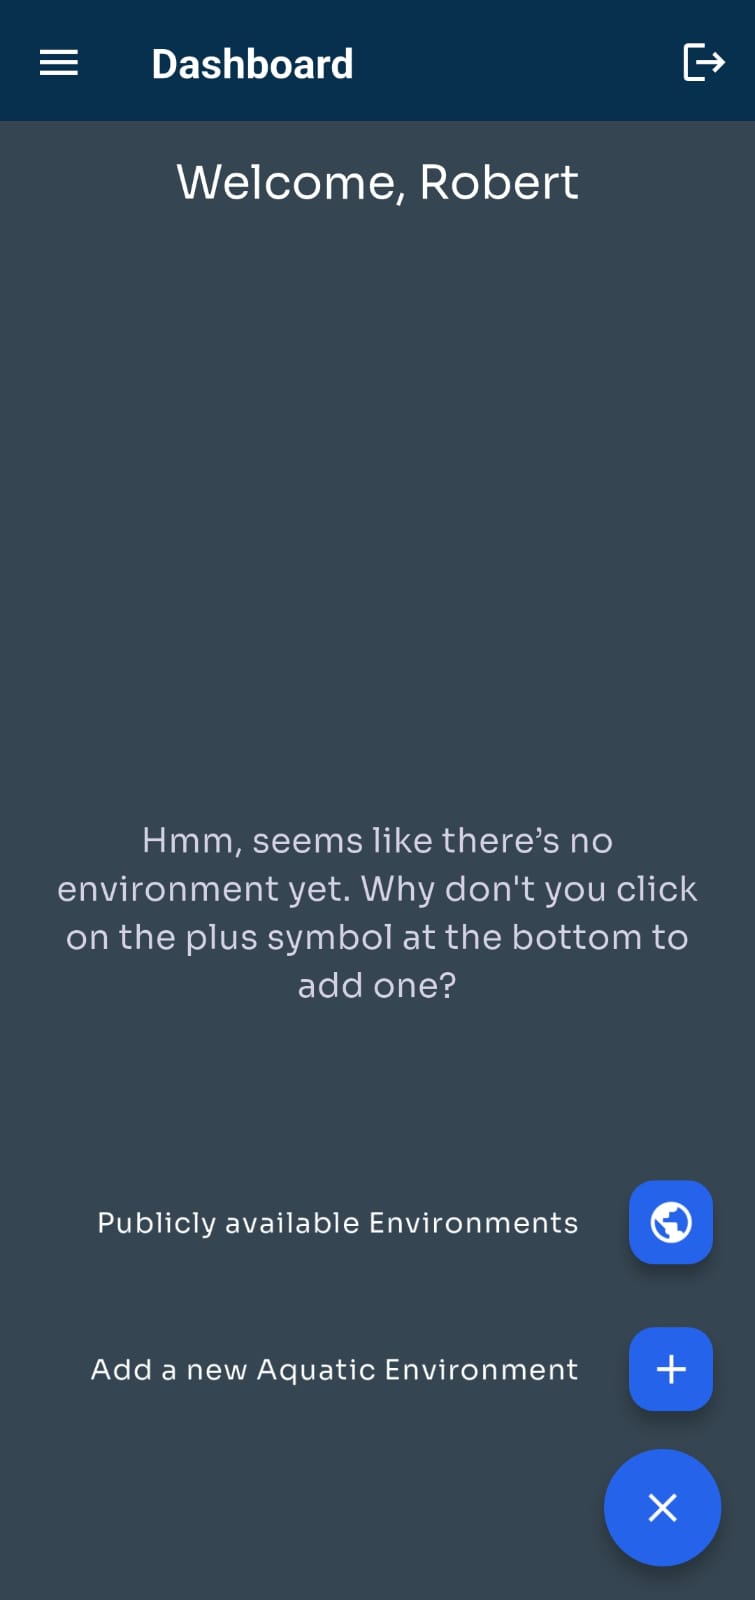 Dashboard
Welcome, Robert
Hmm, seems like there’s no
environment yet. Why don't you click
on the plus symbol at the bottom to
add one?
Publicly available Environments
Add a new Aquatic Environment